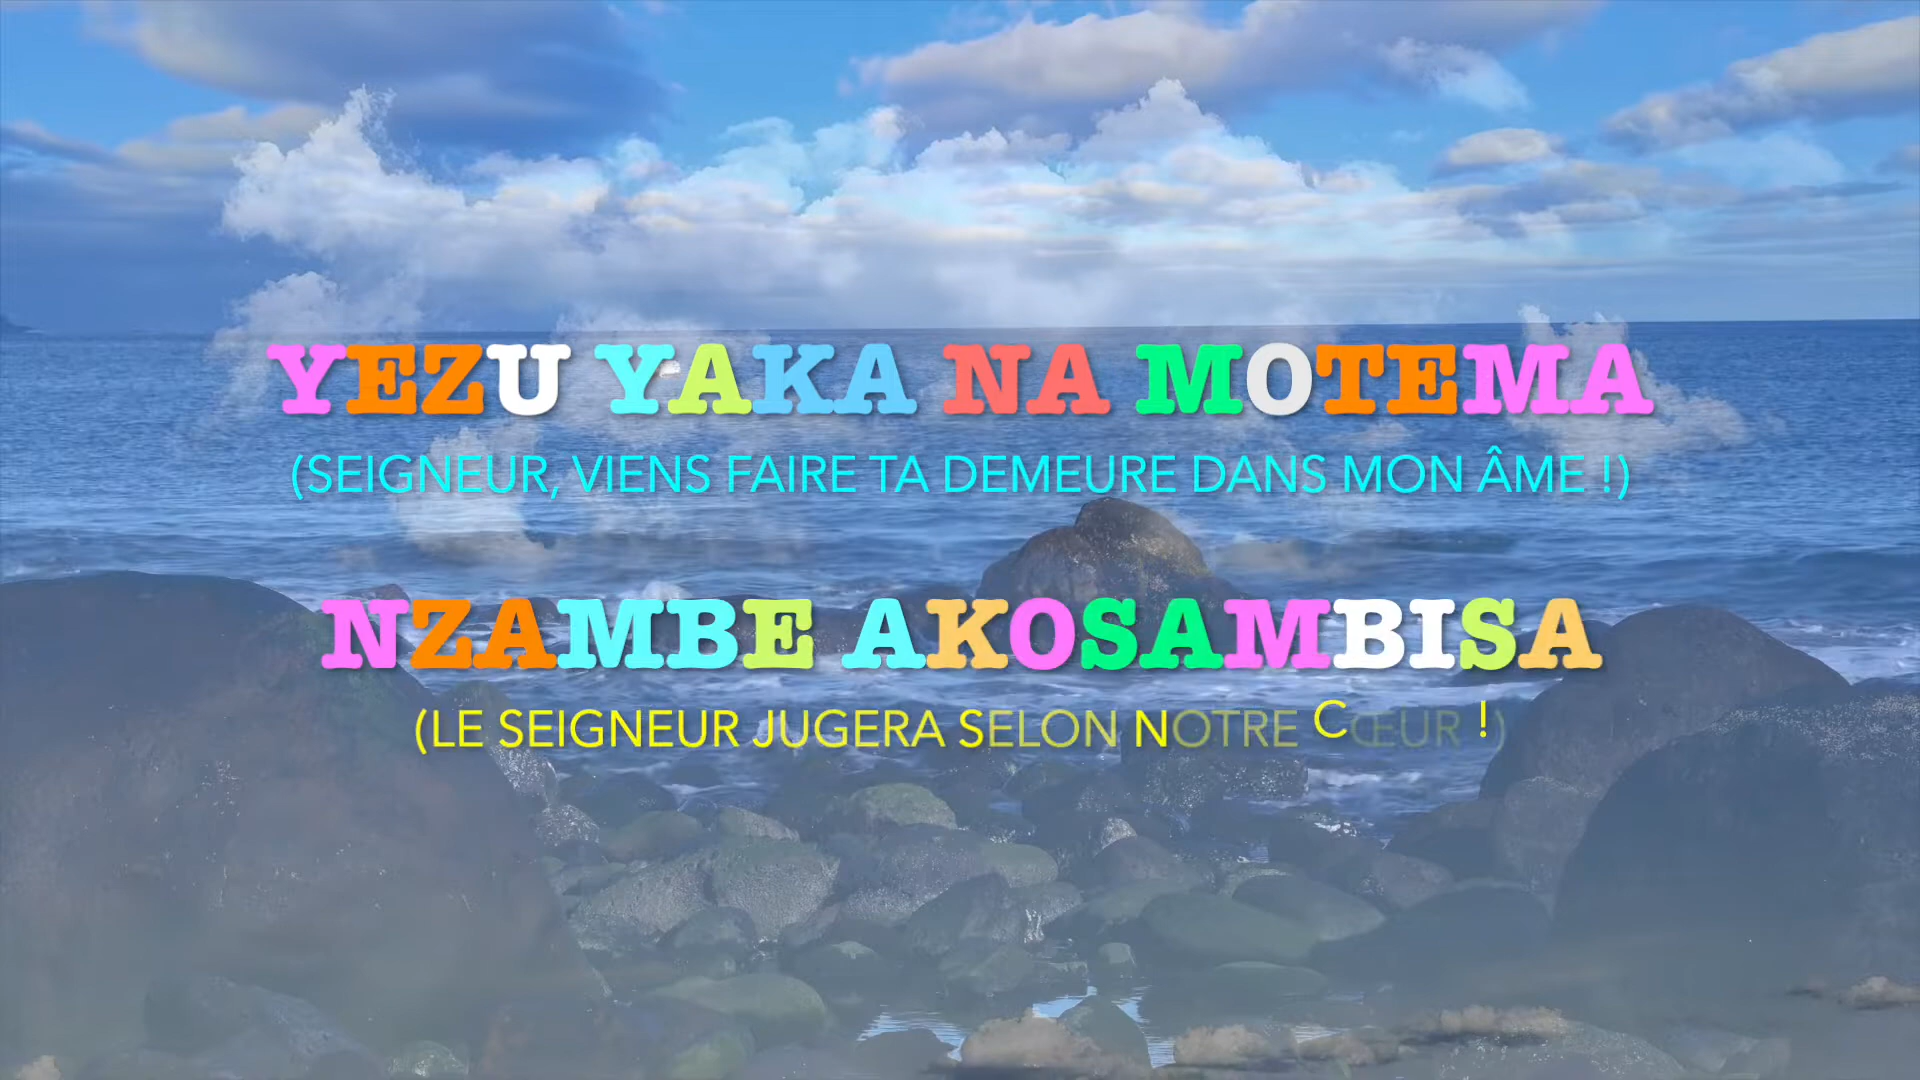 YEZU YAKA NA MOTEMA
(SEIGNEUR, VIENS FAIRE TA DEMEURE DANS MON ÂME !)
NZAMBE AKOSAMBISA
(LE SEIGNEUR JUGERA SELON NOTRE CŒUR !)